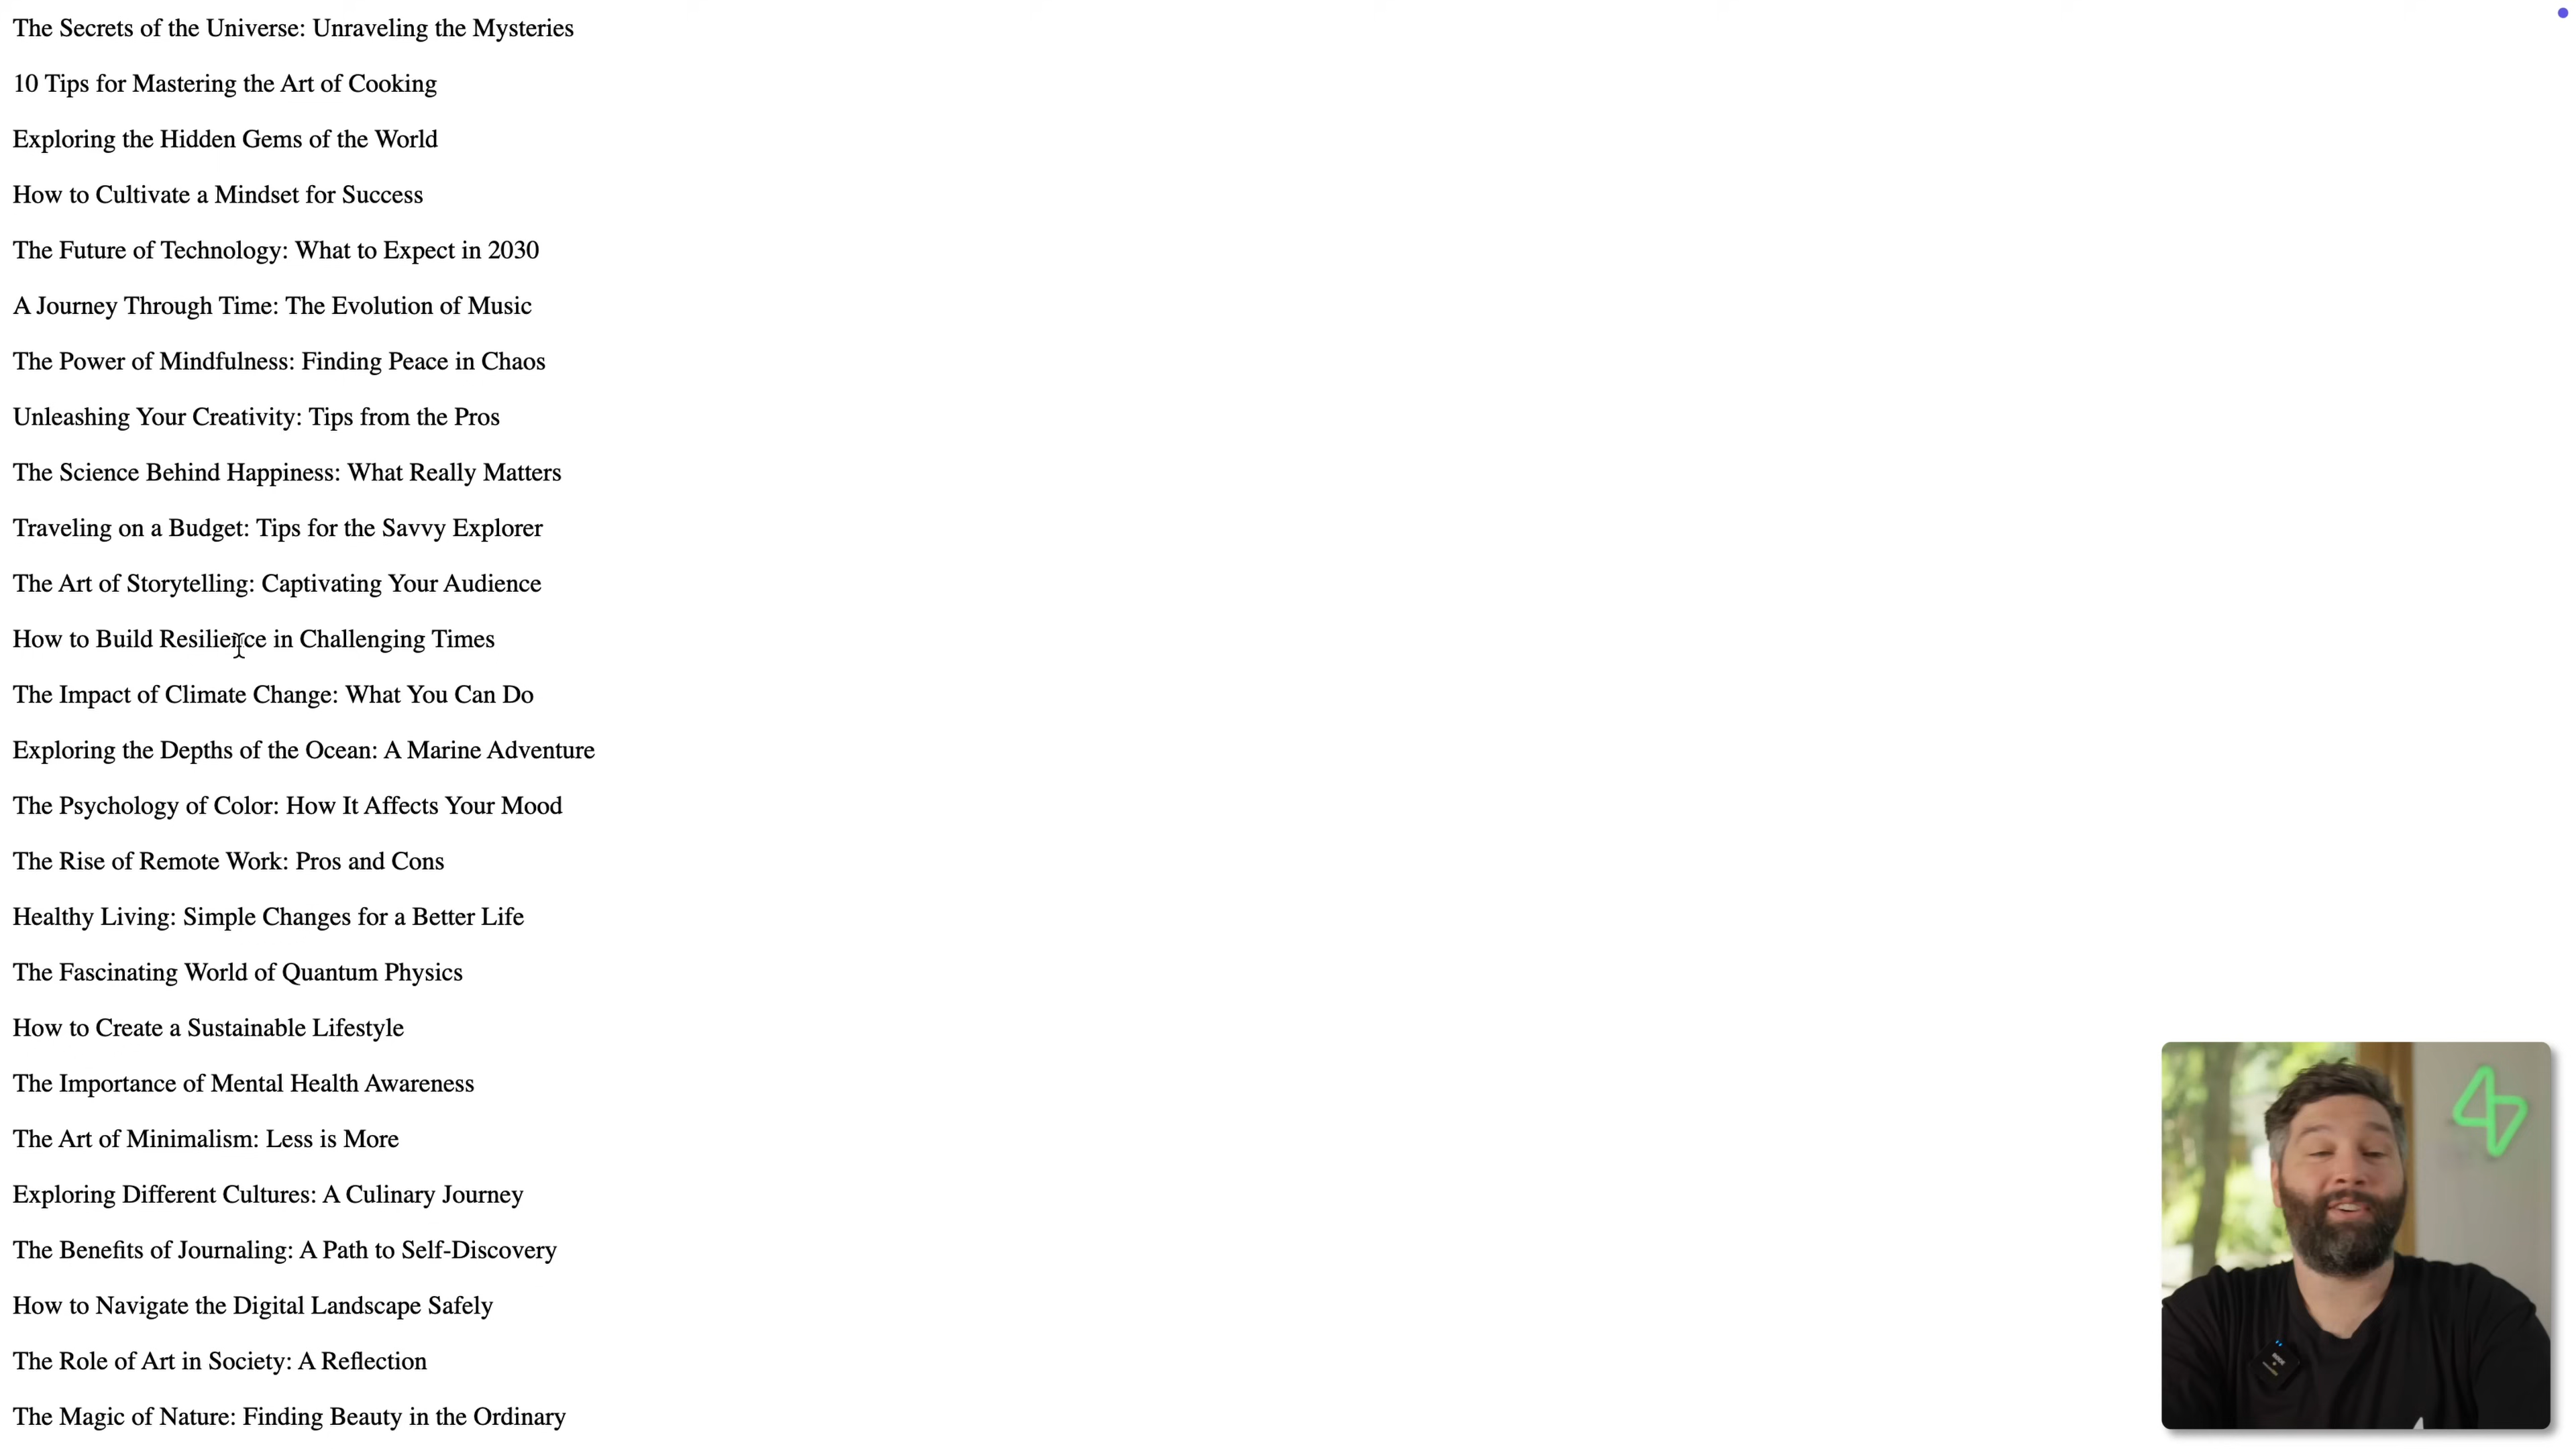 The Secrets of the Universe: Unraveling the Mysteries
10 Tips for Mastering the Art of Cooking
Exploring the Hidden Gems of the World
How to Cultivate a Mindset for Success
The Future of Technology: What to Expect in 2030
A Journey Through Time: The Evolution of Music
The Power of Mindfulness: Finding Peace in Chaos
Unleashing Your Creativity: Tips from the Pros
The Science Behind Happiness: What Really Matters
Traveling on a Budget: Tips for the Savvy Explorer
The Art of Storytelling: Captivating Your Audience
How to Build Resilience in Challenging Times
The Impact of Climate Change: What You Can Do
Exploring the Depths of the Ocean: A Marine Adventure
The Psychology of Color: How It Affects Your Mood
The Rise of Remote Work: Pros and Cons
Healthy Living: Simple Changes for a Better Life
The Fascinating World of Quantum Physics
How to Create a Sustainable Lifestyle
The Importance of Mental Health Awareness
The Art of Minimalism: Less is More
Exploring Different Cultures: A Culinary Journey
The Benefits of Journaling: A Path to Self-Discovery
How to Navigate the Digital Landscape Safely
The Role of Art in Society: A Reflection
The Magic of Nature: Finding Beauty in the Ordinary